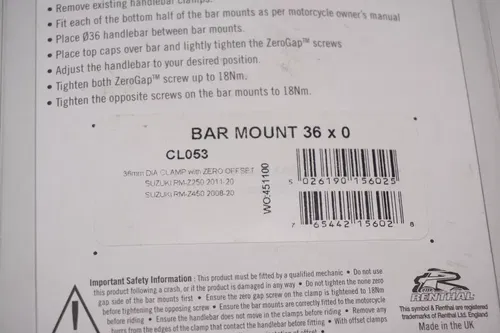 • Remove existing handlebar clamps.
• Fit each of the bottom half of the bar mounts as per motorcycle owner's manual
• Place Ø36 handlebar between bar mounts.
• Place top caps over bar and lightly tighten the ZeroGap™ screws
• Adjust the handlebar to your desired position.
• Tighten both ZeroGap™ screw up to 18Nm.
• Tighten the opposite screws on the bar mounts to 18Nm.
BAR MOUNT 36 x 0
CL053
36mm DIA CLAMP with ZERO OFFSET
SUZUKI RM-Z250 2011-20
SUZUKI RM-Z450 2008-20
WO:451100
5 026190 156025
7 65442 15602 8
Important Safety Information : This product must be fitted by a qualified mechanic • Do not use
this product following a crash, or if the product is damaged in any way • Do not tighten the none zero
gap side of the bar mounts first • Ensure the zero gap screw on the clamp is tightened to 18Nm
before tightening the opposing screw • Ensure the bar mounts are correctly fitted to the motorcycle
before riding • Ensure the handlebar does not move in the clamps before riding • Remove any
burrs from the edges of the clamp that contact the handlebar before fitting • With offset clamps
RENTHAL
This symbol & Renthal are registered
trademarks of Renthal Ltd.
Made in the UK